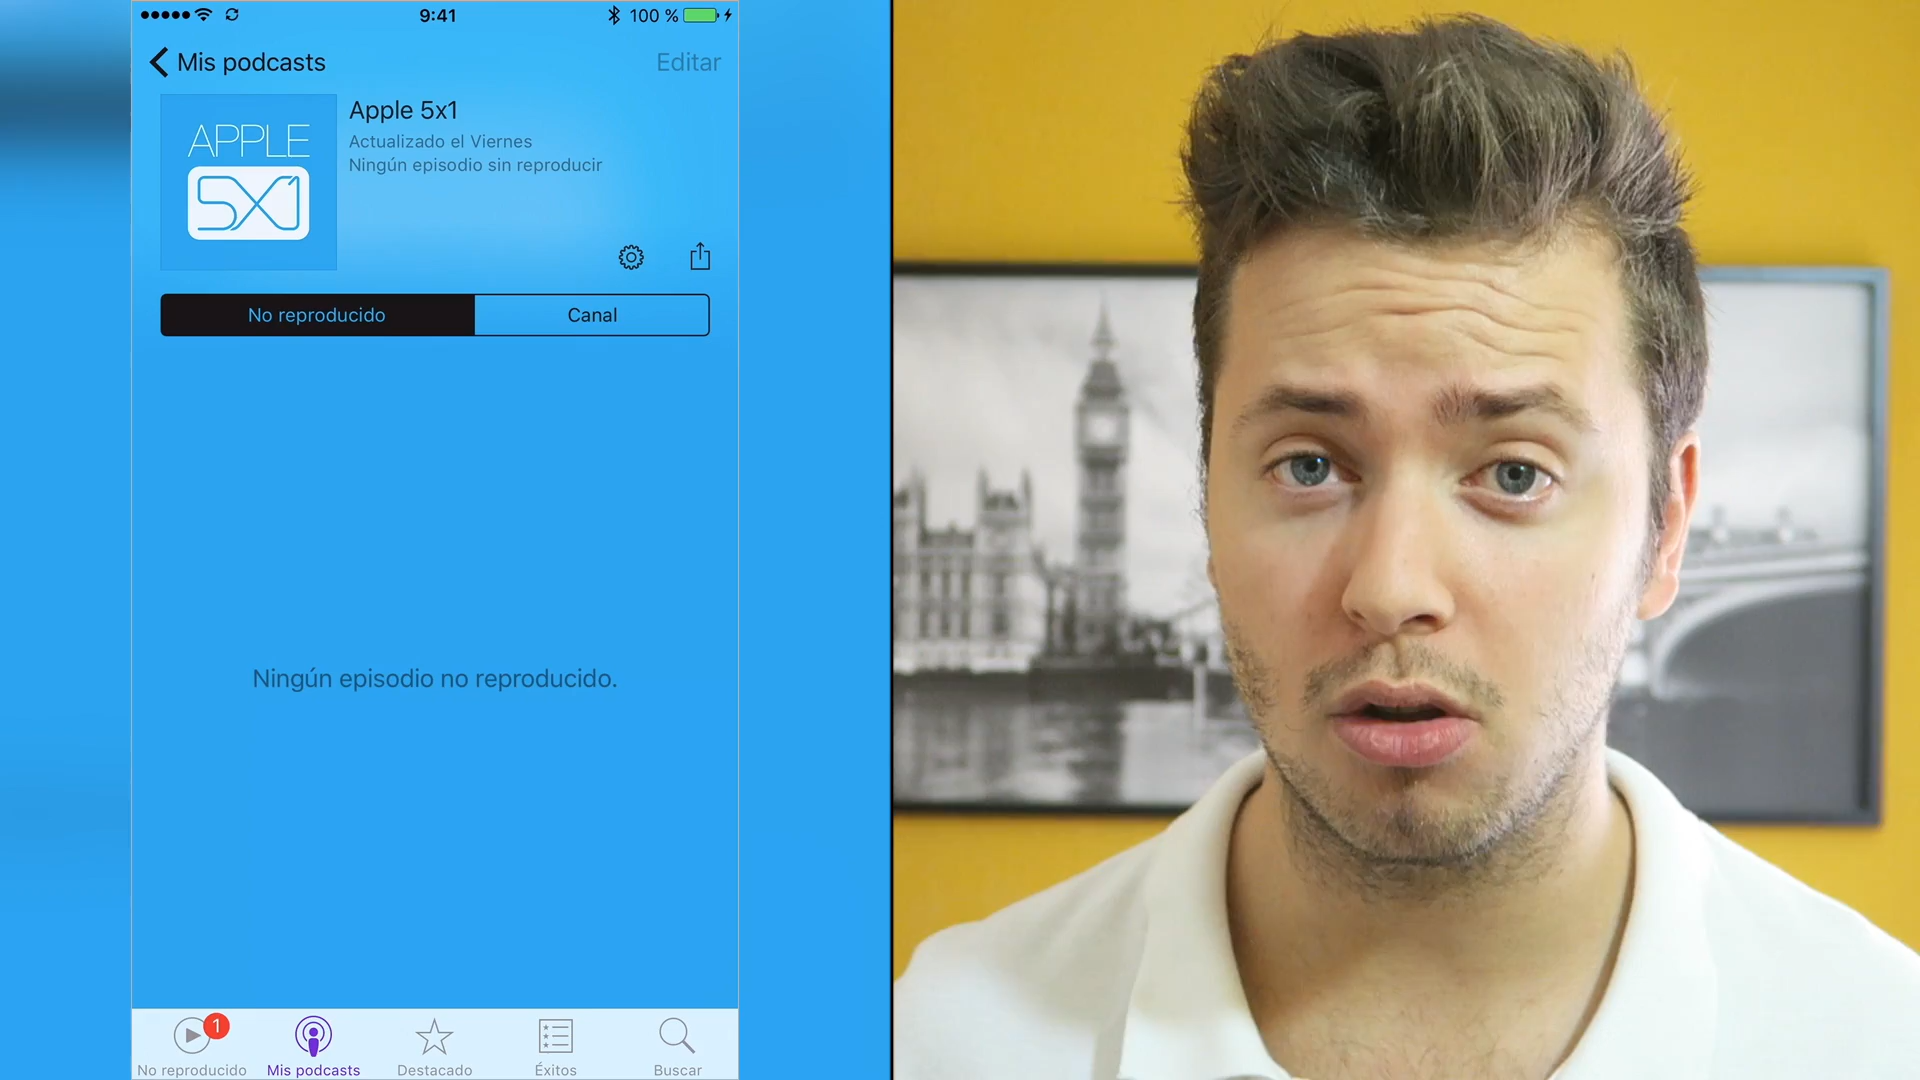 9:41
100 %
Mis podcasts
Editar
APPLE
5X1
Apple 5x1
Actualizado el Viernes
Ningún episodio sin reproducir
No reproducido
Canal
Ningún episodio no reproducido.
1
No reproducido
Mis podcasts
Destacado
Éxitos
Buscar